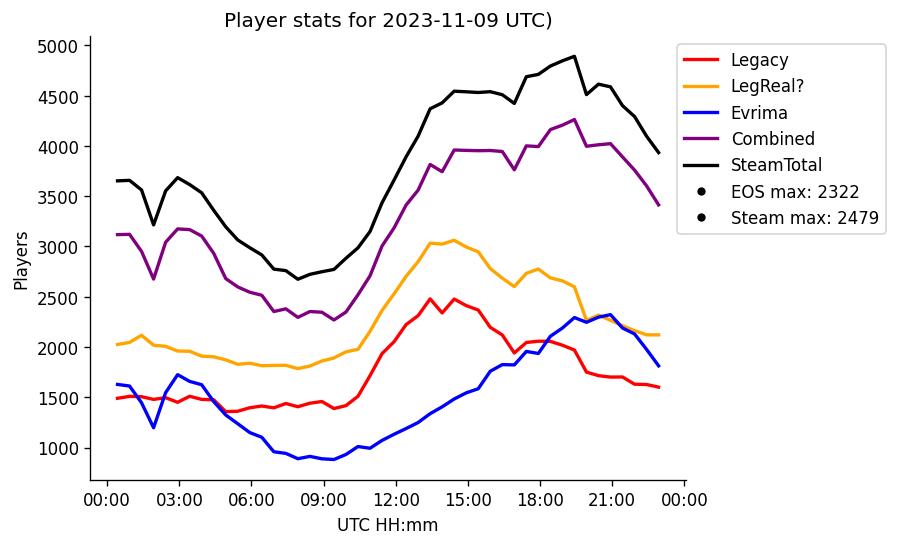 Player stats for 2023-11-09 UTC)
5000
4500
4000
3500
3000
2500
2000
1500
1000
Players
00:00 03:00 06:00 09:00 12:00 15:00 18:00 21:00 00:00
UTC HH:mm
Legacy
LegReal?
Evrima
Combined
SteamTotal
EOS max: 2322
Steam max: 2479